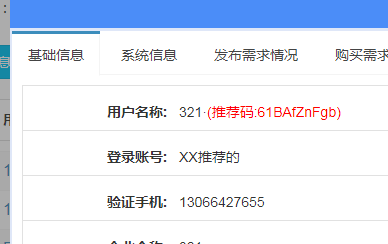 基础信息 系统信息 发布需求情况 购买需求
用户名称: 321·(推荐码:61BAfZnFgb)
登录账号: XX推荐的
验证手机: 13066427655